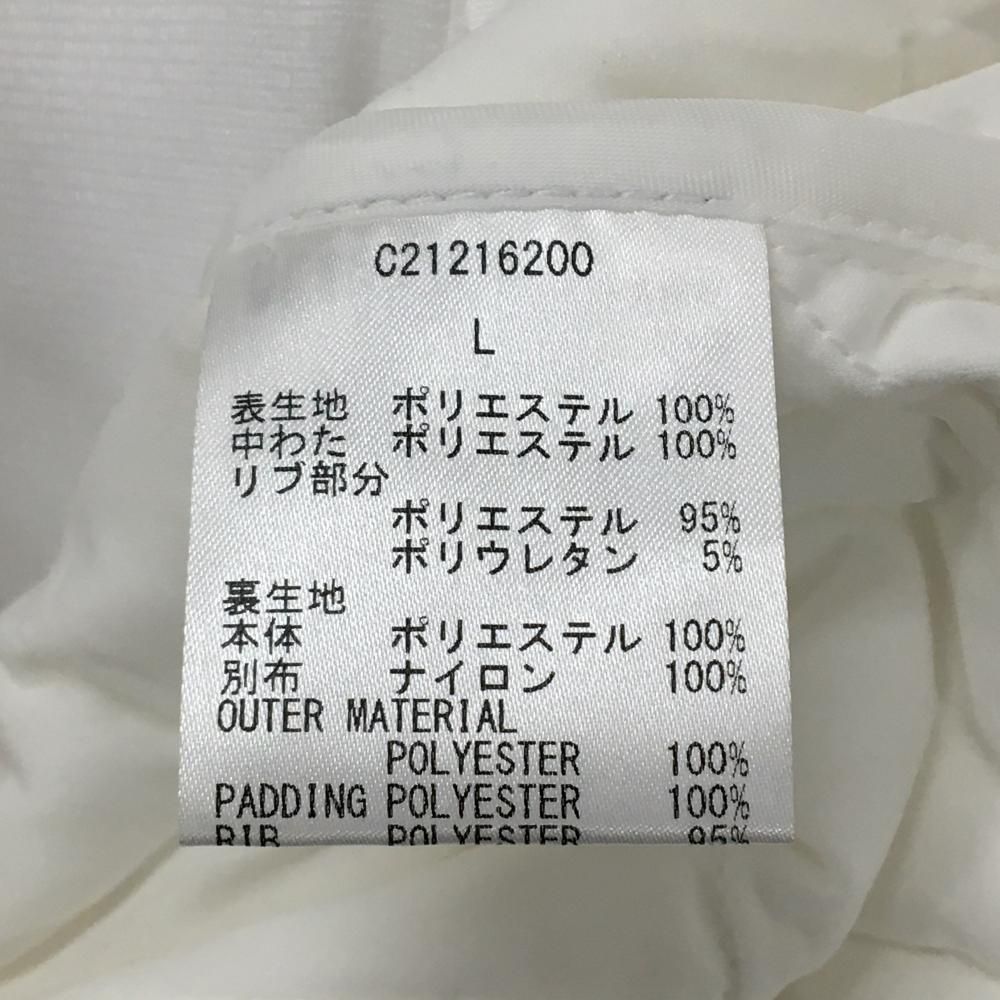 C21216200
L
表生地 ポリエステル 100%
中わた ポリエステル 100%
リブ部分
ポリエステル 95%
ポリウレタン 5%
裏生地
本体 ポリエステル 100%
別布 ナイロン 100%
OUTER MATERIAL
POLYESTER 100%
PADDING POLYESTER 100%
RIB POLYESTER 95%